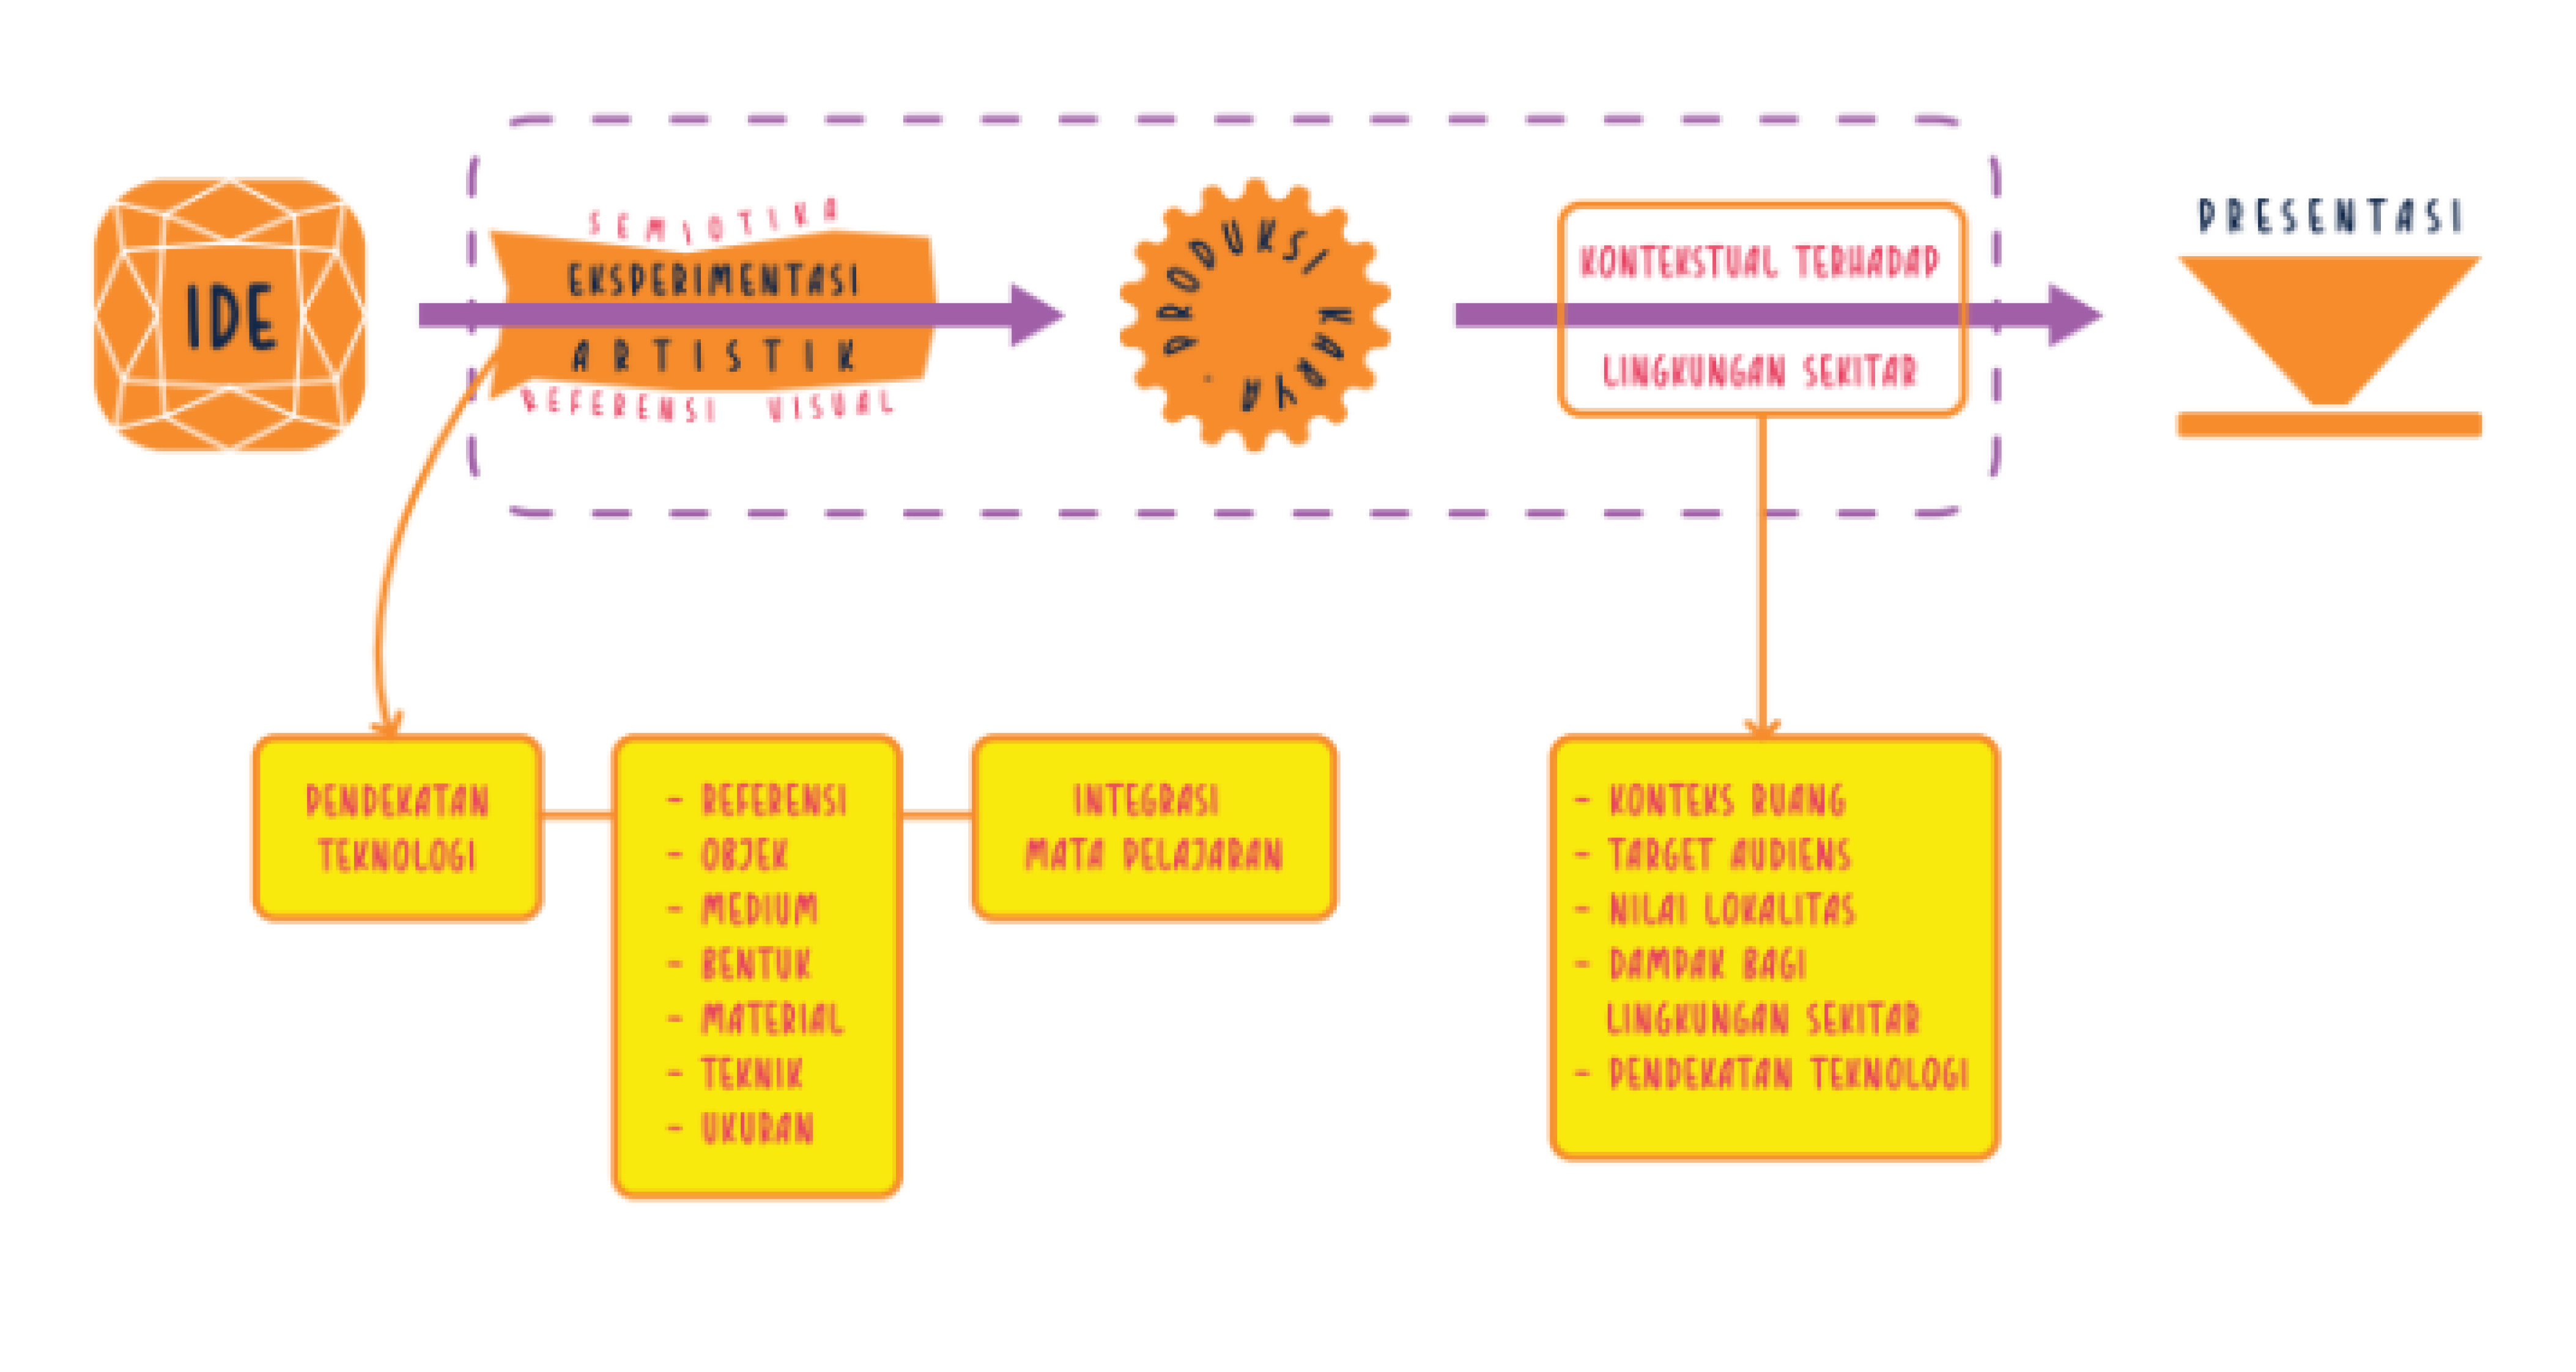 IDE
SEMIOTIKA
EKSPERIMENTASI
ARTISTIK
REFERENSI VISUAL
PRODUKSI KARYA
KONTEKSTUAL TERHADAP
LINGKUNGAN SEKITAR
PRESENTASI
PENDEKATAN
TEKNOLOGI
- REFERENSI
- OBJEK
- MEDIUM
- BENTUK
- MATERIAL
- TEKNIK
- UKURAN
INTEGRASI
MATA PELAJARAN
- KONTEKS RUANG
- TARGET AUDIENS
- NILAI LOKALITAS
- DAMPAK BAGI
LINGKUNGAN SEKITAR
- PENDEKATAN TEKNOLOGI